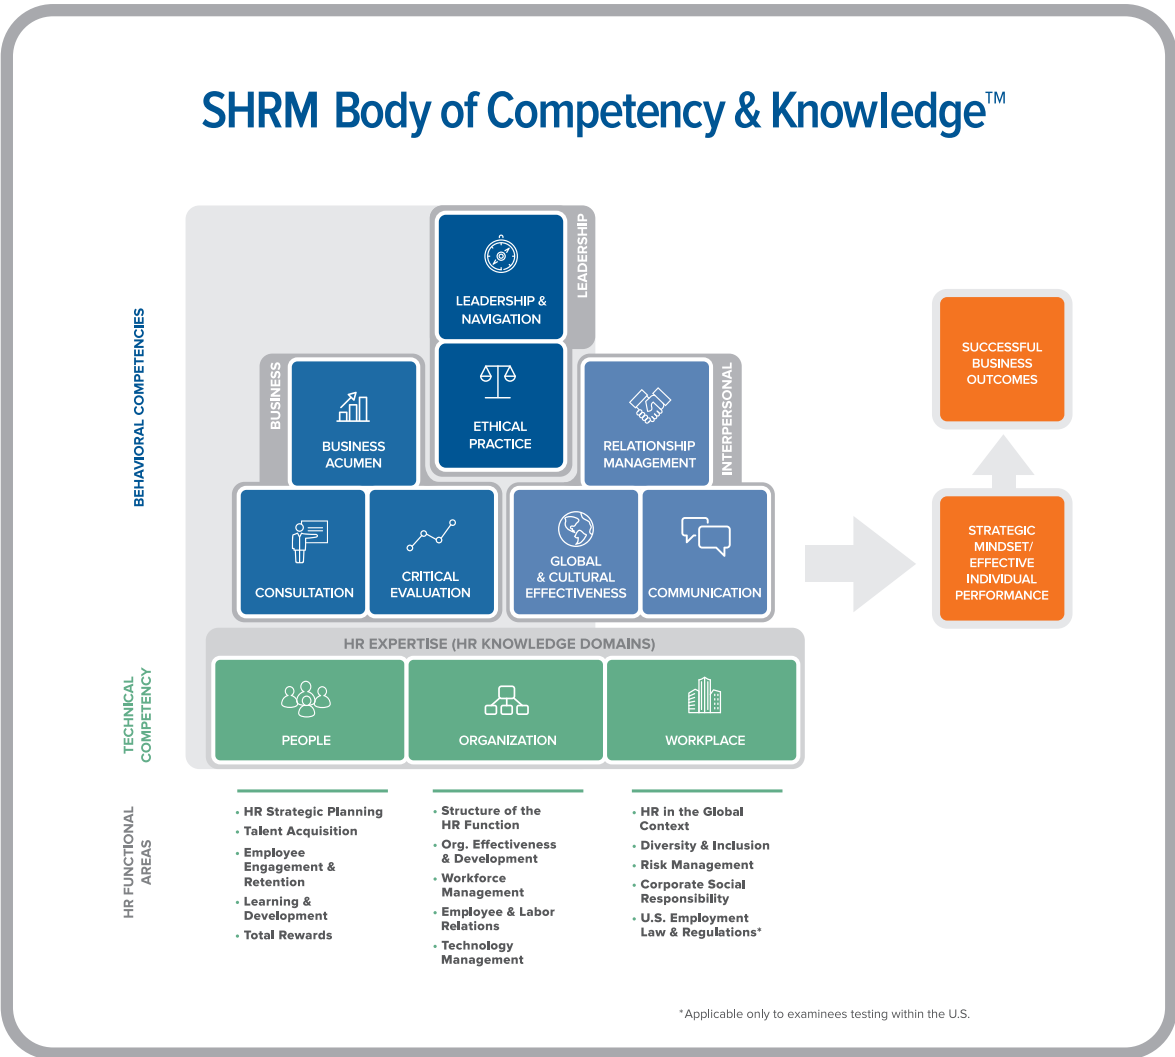 SHRM Body of Competency & Knowledge™
BEHAVIORAL COMPETENCIES
LEADERSHIP
LEADERSHIP &
NAVIGATION
ETHICAL
PRACTICE
BUSINESS
BUSINESS
ACUMEN
CONSULTATION
CRITICAL
EVALUATION
INTERPERSONAL
RELATIONSHIP
MANAGEMENT
GLOBAL
& CULTURAL
EFFECTIVENESS
COMMUNICATION
SUCCESSFUL
BUSINESS
OUTCOMES
STRATEGIC
MINDSET/
EFFECTIVE
INDIVIDUAL
PERFORMANCE
TECHNICAL
COMPETENCY
HR EXPERTISE (HR KNOWLEDGE DOMAINS)
PEOPLE
ORGANIZATION
WORKPLACE
HR FUNCTIONAL
AREAS
• HR Strategic Planning
• Talent Acquisition
• Employee
Engagement &
Retention
• Learning &
Development
• Total Rewards
• Structure of the
HR Function
• Org. Effectiveness
& Development
• Workforce
Management
• Employee & Labor
Relations
• Technology
Management
• HR in the Global
Context
• Diversity & Inclusion
• Risk Management
• Corporate Social
Responsibility
• U.S. Employment
Law & Regulations*
*Applicable only to examinees testing within the U.S.